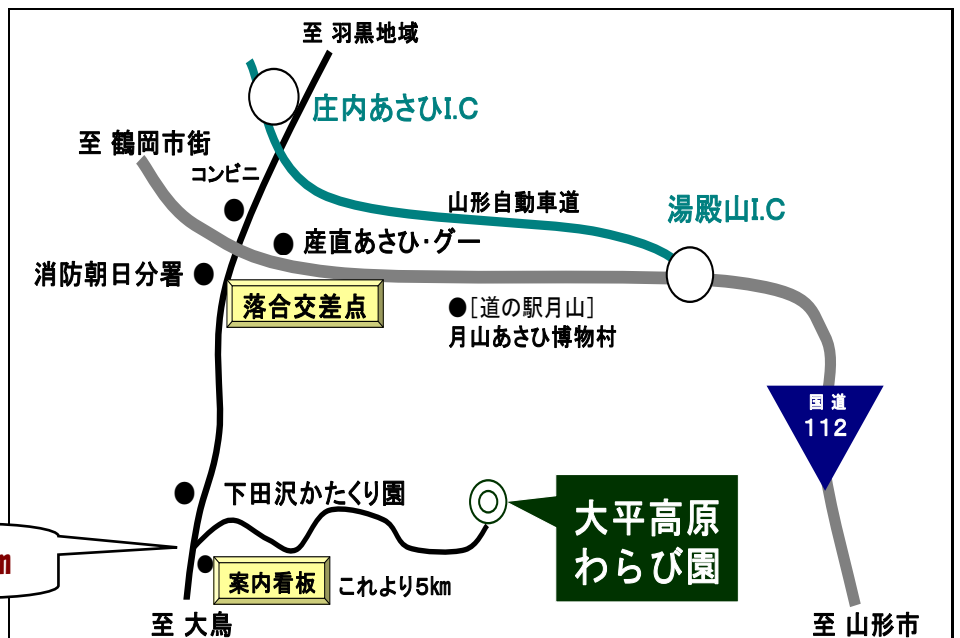 至 羽黒地域
庄内あさひI.C
至 鶴岡市街
コンビニ
山形自動車道
湯殿山I.C
産直あさひ・グー
消防朝日分署
落合交差点
●[道の駅月山]
月山あさひ博物村
国道
112
下田沢かたくり園
大平高原
わらび園
m
案内看板
これより5km
至 大鳥
至 山形市